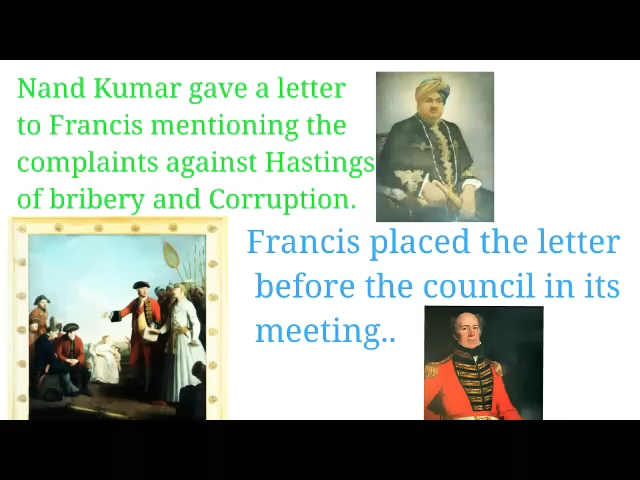 Nand Kumar gave a letter
to Francis mentioning the
complaints against Hastings
of bribery and Corruption.
Francis placed the letter
before the council in its
meeting..